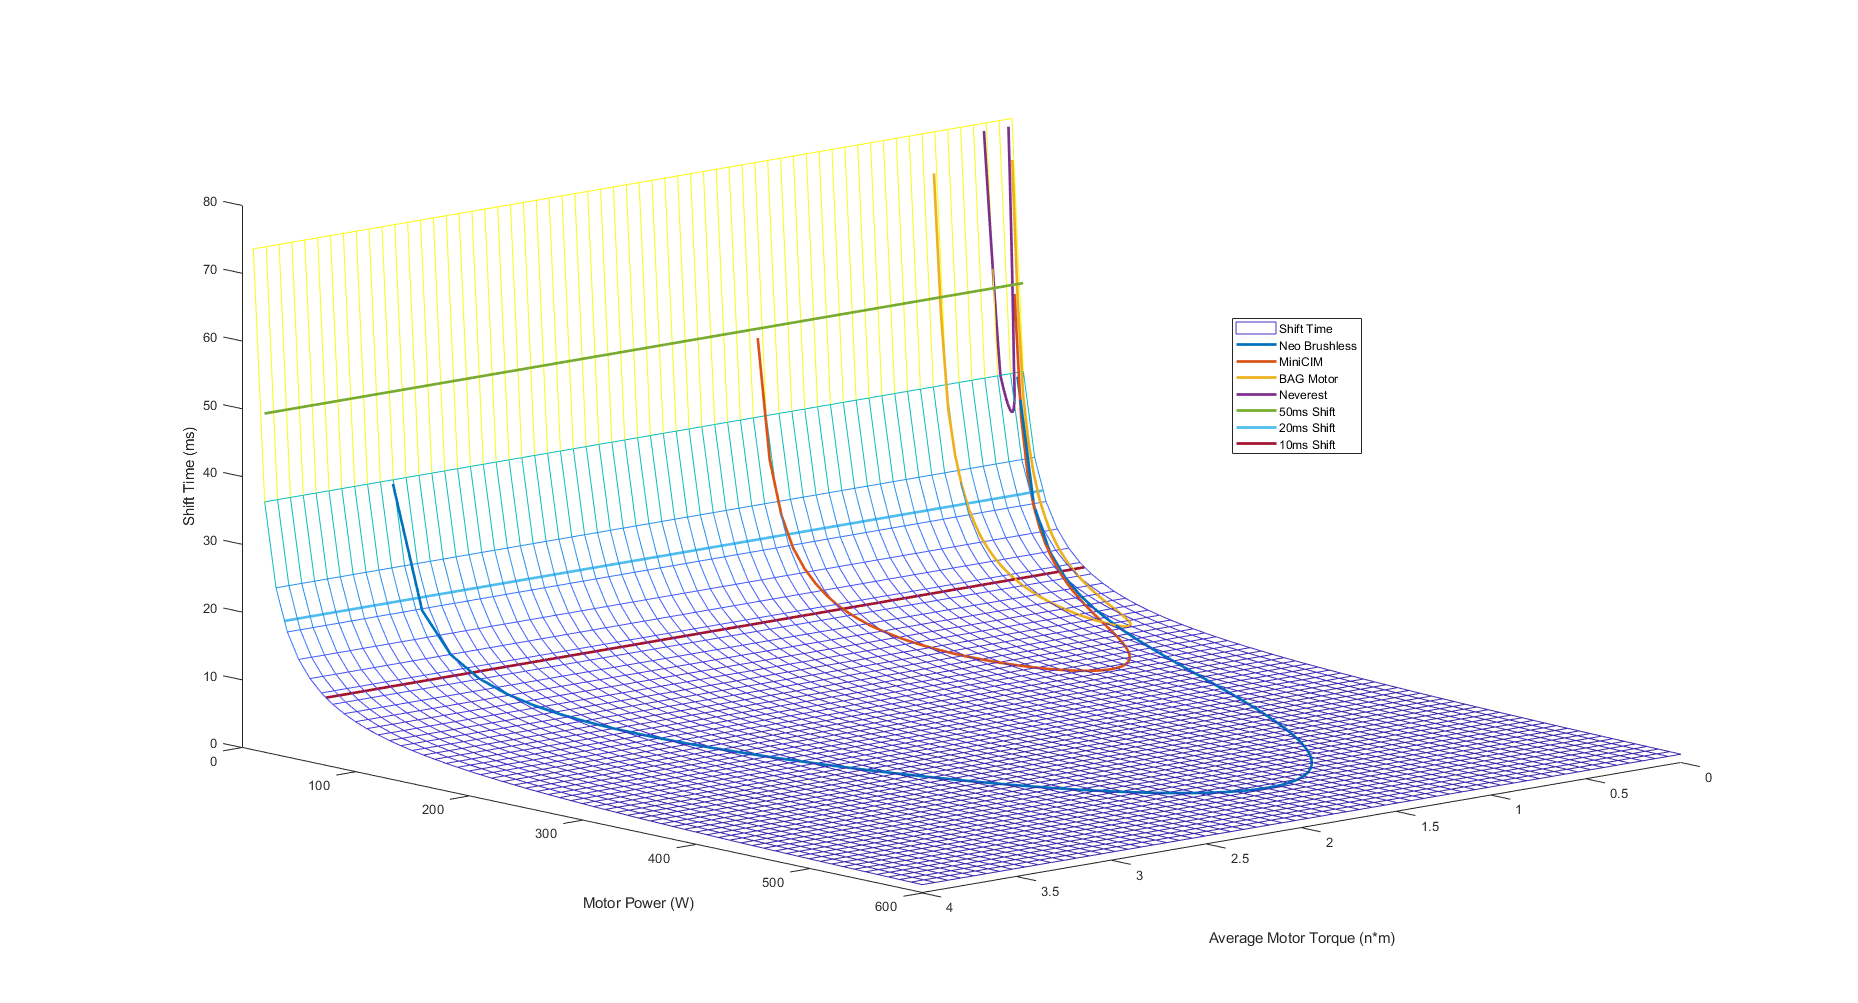 80
70
60
50
40
30
20
10
0
Shift Time (ms)
0
100
200
300
400
500
600
Motor Power (W)
4
3.5
3
2.5
2
1.5
1
0.5
0
Average Motor Torque (n*m)
Shift Time
Neo Brushless
MiniCIM
BAG Motor
Neverest
50ms Shift
20ms Shift
10ms Shift